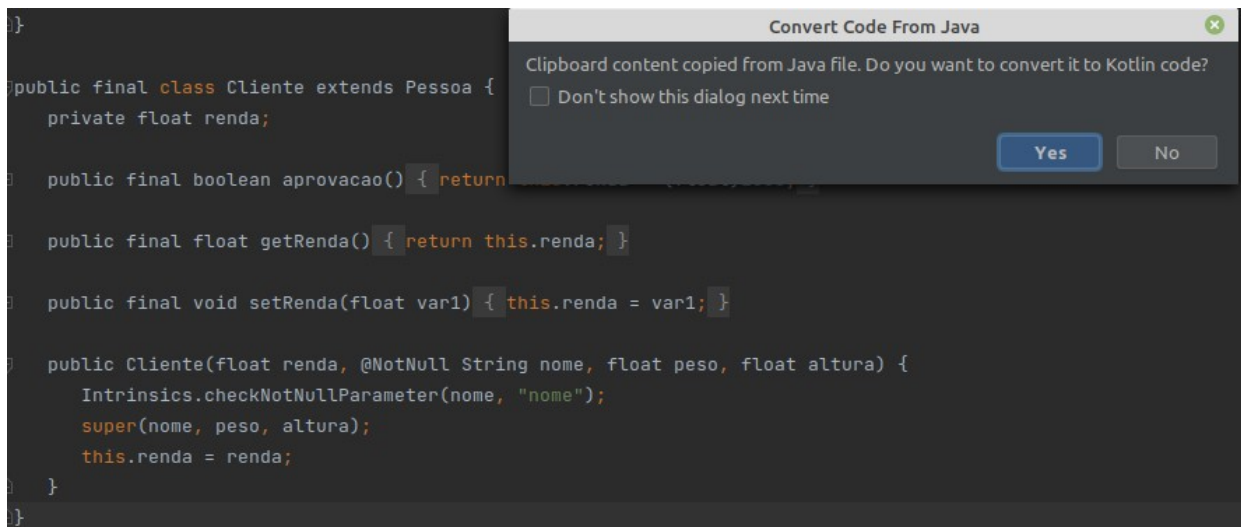 }
Convert Code From Java
Clipboard content copied from Java file. Do you want to convert it to Kotlin code?
Don't show this dialog next time
Yes
No
public final class Cliente extends Pessoa {
private float renda;
public final boolean aprovacao() { return
public final float getRenda() { return this.renda; }
public final void setRenda(float var1) { this.renda = var1; }
public Cliente(float renda, @NotNull String nome, float peso, float altura) {
Intrinsics.checkNotNullParameter(nome, "nome");
super(nome, peso, altura);
this.renda = renda;
}
}